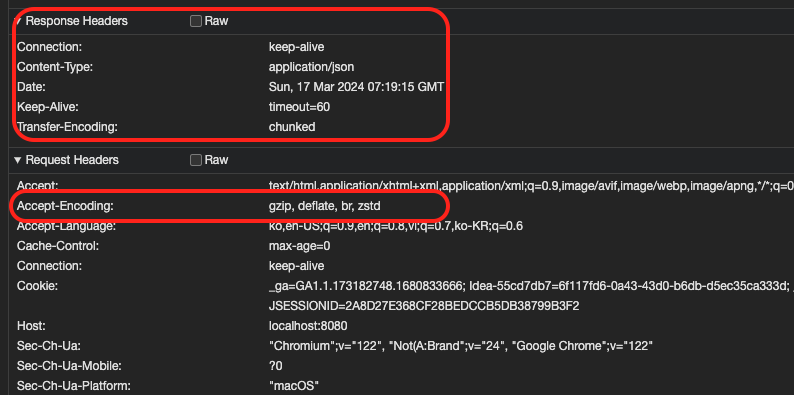 ▼ Response Headers Raw
Connection: keep-alive
Content-Type: application/json
Date: Sun, 17 Mar 2024 07:19:15 GMT
Keep-Alive: timeout=60
Transfer-Encoding: chunked
▼ Request Headers Raw
Accept: text/html,application/xhtml+xml,application/xml;q=0.9,image/avif,image/webp,image/apng,*/*;q=0
Accept-Encoding: gzip, deflate, br, zstd
Accept-Language: ko,en-US;q=0.9,en;q=0.8,vi;q=0.7,ko-KR;q=0.6
Cache-Control: max-age=0
Connection: keep-alive
Cookie: _ga=GA1.1.173182748.1680833666; Idea-55cd7db7=6f117fd6-0a43-43d0-b6db-d5ec35ca333d;
JSESSIONID=2A8D27E368CF28BEDCCB5DB38799B3F2
Host: localhost:8080
Sec-Ch-Ua: "Chromium";v="122", "Not(A:Brand";v="24", "Google Chrome";v="122"
Sec-Ch-Ua-Mobile: ?0
Sec-Ch-Ua-Platform: "macOS"